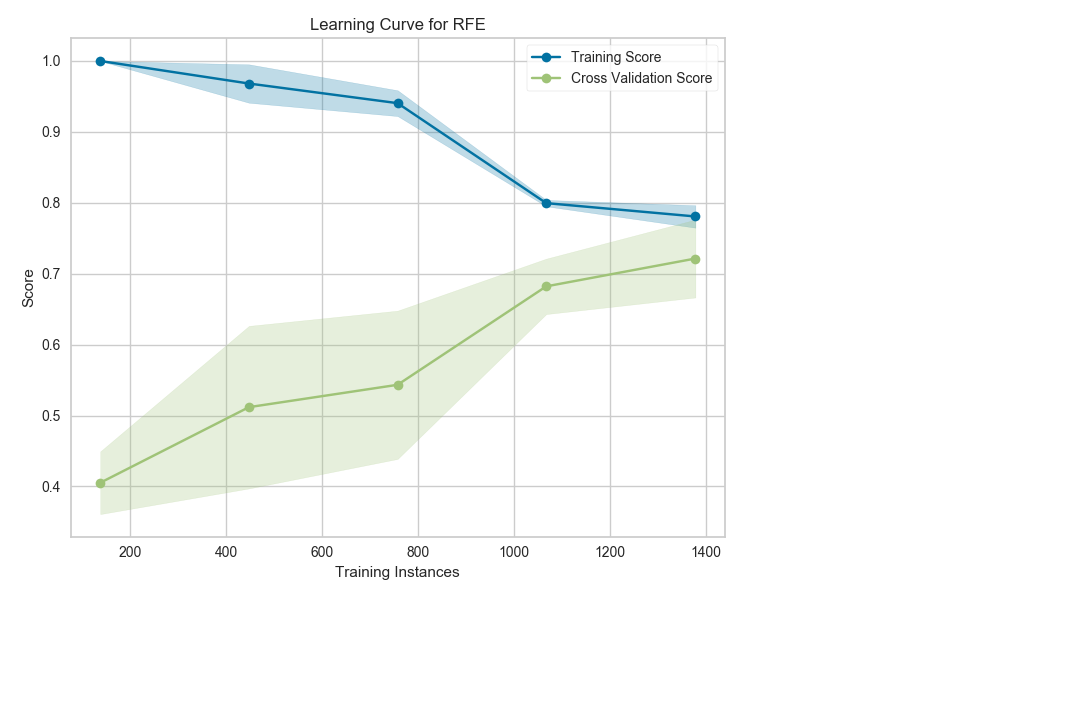 Learning Curve for RFE
Training Score
Cross Validation Score
1.0
0.9
0.8
0.7
0.6
0.5
0.4
Score
200 400 600 800 1000 1200 1400
Training Instances